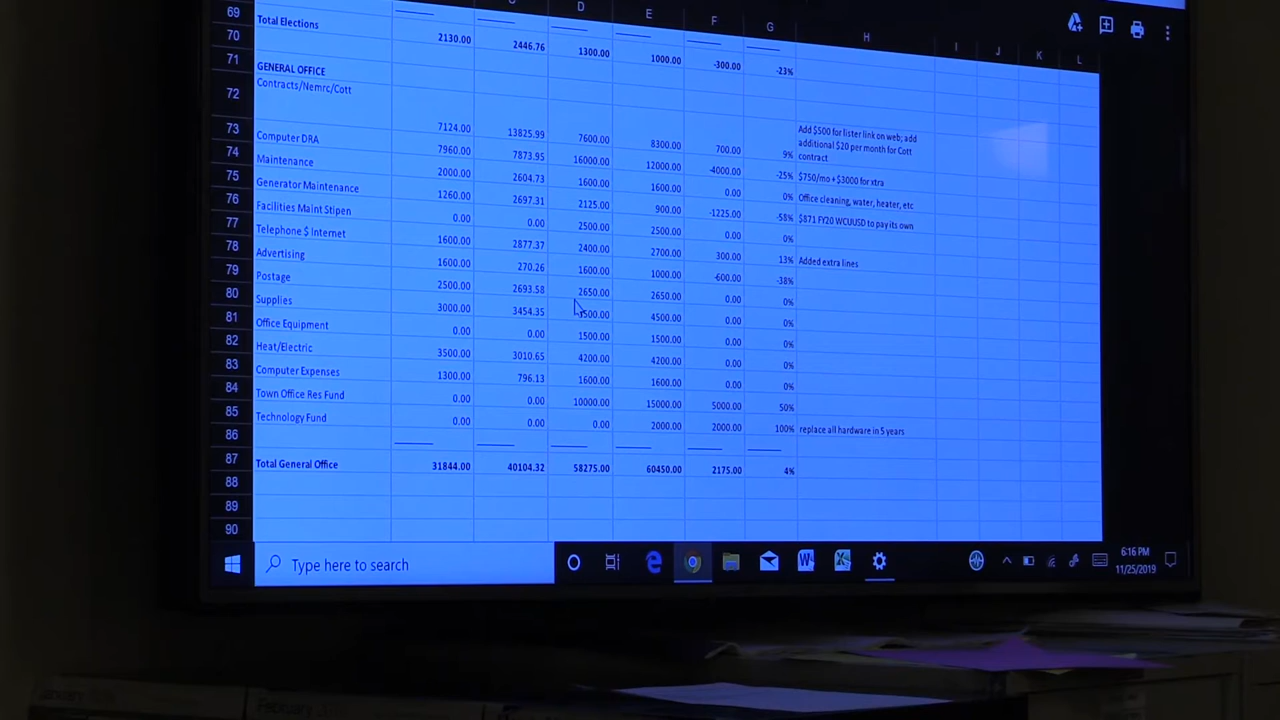 D E F G H I J K L
69
Total Elections 2130.00 2446.76 1300.00 1000.00 -300.00 -23%
70
71
GENERAL OFFICE
72
Contracts/Nemrc/Cott 7124.00 13825.99 7600.00 8300.00 700.00 9% Add $500 for lister link on web; add
additional $20 per month for Cott
contract
73
Computer DRA 7960.00 7873.95 16000.00 12000.00 -4000.00 -25% $750/mo + $3000 for xtra
74
Maintenance 2000.00 2604.73 1600.00 1600.00 0.00 0% Office cleaning, water, heater, etc
75
Generator Maintenance 1260.00 2697.31 2125.00 900.00 -1225.00 -58% $871 FY20 WCUUSD to pay its own
76
Facilities Maint Stipen 0.00 0.00 2500.00 2500.00 0.00 0%
77
Telephone $ Internet 1600.00 2877.37 2400.00 2700.00 300.00 13% Added extra lines
78
Advertising 1600.00 270.26 1600.00 1000.00 -600.00 -38%
79
Postage 2500.00 2693.58 2650.00 2650.00 0.00 0%
80
Supplies 3000.00 3454.35 4500.00 0.00 0%
81
Office Equipment 0.00 0.00 1500.00 1500.00 0.00 0%
82
Heat/Electric 3500.00 3010.65 4200.00 4200.00 0.00 0%
83
Computer Expenses 1300.00 796.13 1600.00 1600.00 0.00 0%
84
Town Office Res Fund 0.00 0.00 10000.00 15000.00 5000.00 50%
85
Technology Fund 0.00 0.00 0.00 2000.00 2000.00 100% replace all hardware in 5 years
86
87
Total General Office 31844.00 40104.32 58275.00 60450.00 2175.00 4%
88
89
90
Type here to search
6:16 PM
11/25/2019